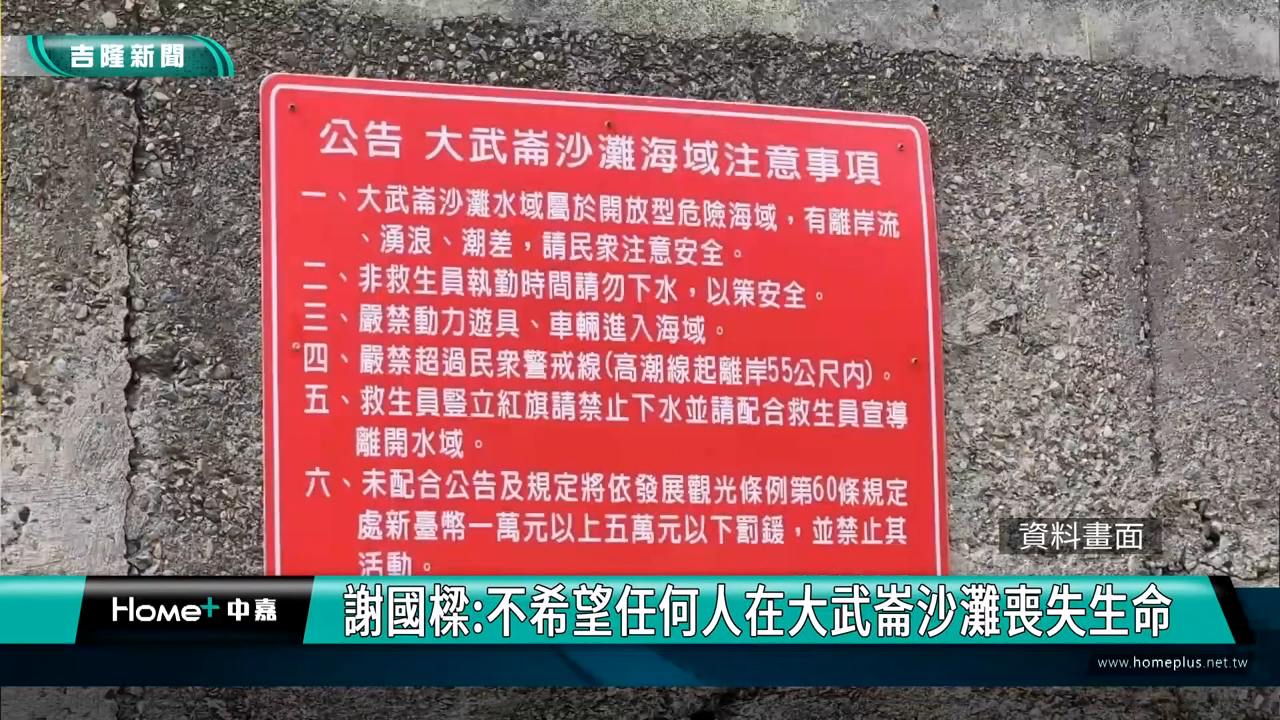 吉隆新聞
公告 大武崙沙灘海域注意事項
一、大武崙沙灘水域屬於開放型危險海域，有離岸流
、湧浪、潮差，請民眾注意安全。
二、非救生員執勤時間請勿下水，以策安全。
三、嚴禁動力遊具、車輛進入海域。
四、嚴禁超過民眾警戒線(高潮線起離岸55公尺內)。
五、救生員豎立紅旗請禁止下水並請配合救生員宣導
離開水域。
六、未配合公告及規定將依發展觀光條例第60條規定
處新臺幣一萬元以上五萬元以下罰鍰，並禁止其
活動。
資料畫面
Home+ 中嘉
謝國樑:不希望任何人在大武崙沙灘喪失生命
www.homeplus.net.tw